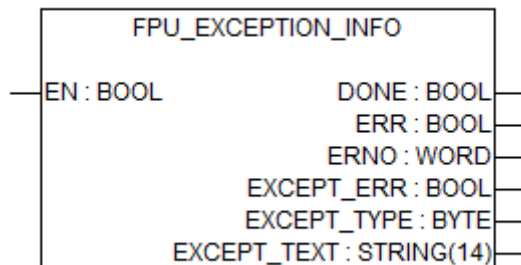 FPU_EXCEPTION_INFO
EN : BOOL DONE : BOOL
ERR : BOOL
ERNO : WORD
EXCEPT_ERR : BOOL
EXCEPT_TYPE : BYTE
EXCEPT_TEXT : STRING(14)